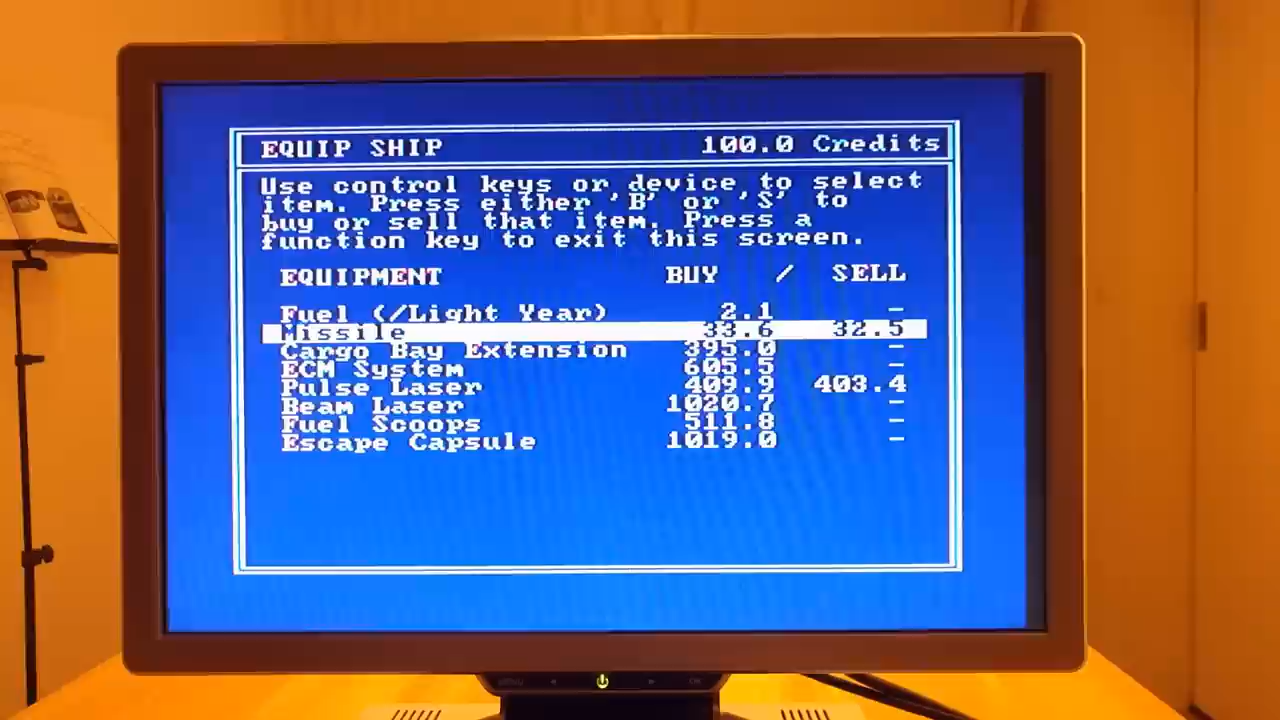 EQUIP SHIP 100.0 Credits
Use control keys or device to select
item. Press either 'B' or 'S' to
buy or sell that item. Press a
function key to exit this screen.
EQUIPMENT BUY / SELL
Fuel (/Light Year) 2.1 -
Missile 33.6 32.5
Cargo Bay Extension 395.0 -
ECM System 605.5 -
Pulse Laser 409.9 403.4
Beam Laser 1020.7 -
Fuel Scoops 511.8 -
Escape Capsule 1019.0 -
MENU OK